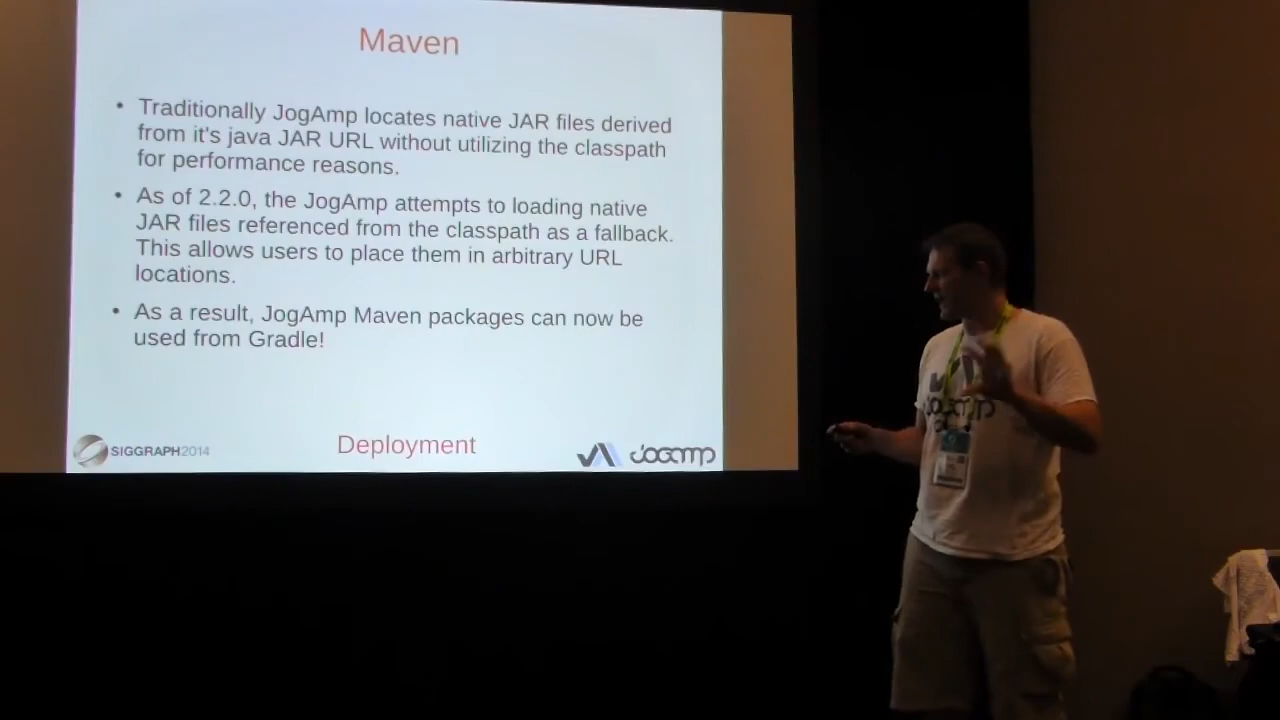 Maven
• Traditionally JogAmp locates native JAR files derived
from it's java JAR URL without utilizing the classpath
for performance reasons.
• As of 2.2.0, the JogAmp attempts to loading native
JAR files referenced from the classpath as a fallback.
This allows users to place them in arbitrary URL
locations.
• As a result, JogAmp Maven packages can now be
used from Gradle!
SIGGRAPH2014
Deployment
JogAmp